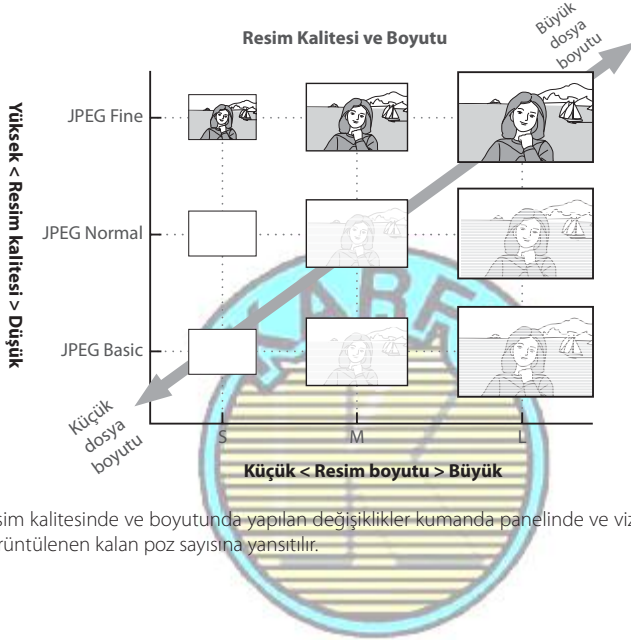 Resim Kalitesi ve Boyutu
Büyük
dosya
boyutu
Yüksek < Resim kalitesi > Düşük
JPEG Fine
JPEG Normal
JPEG Basic
Küçük
dosya
boyutu
S M L
Küçük < Resim boyutu > Büyük
sim kalitesinde ve boyutunda yapılan değişiklikler kumanda panelinde ve viz
rüntülenen kalan poz sayısına yansıtılır.